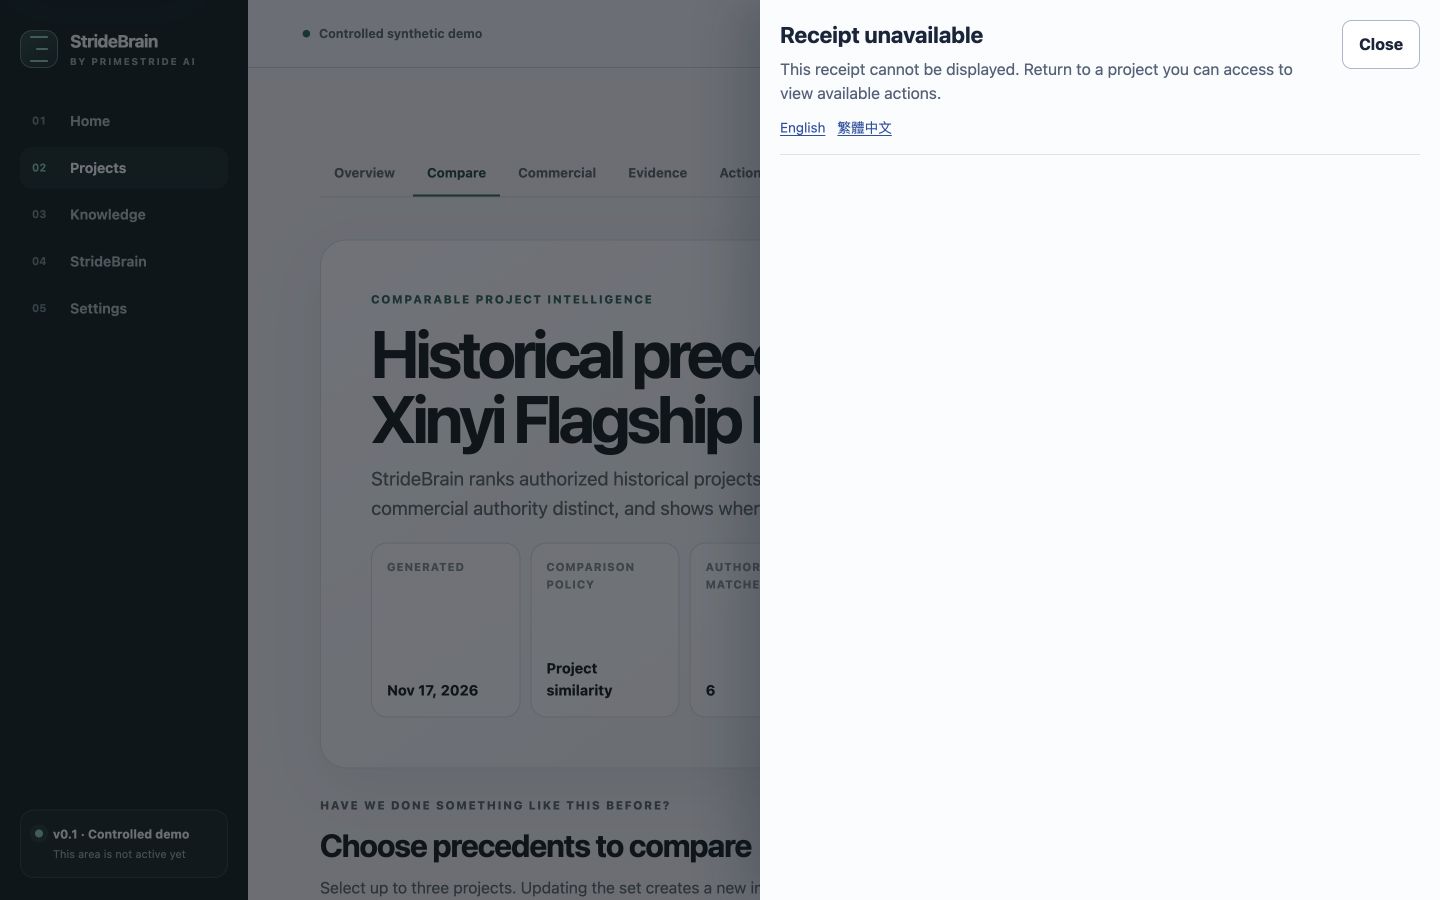 StrideBrain
BY PRIMESTRIDE AI
01 Home
02 Projects
03 Knowledge
04 StrideBrain
05 Settings
v0.1 · Controlled demo
This area is not active yet
Controlled synthetic demo
Overview Compare Commercial Evidence Action
COMPARABLE PROJECT INTELLIGENCE
Historical prec
Xinyi Flagship
StrideBrain ranks authorized historical projects
commercial authority distinct, and shows wher
GENERATED
Nov 17, 2026
COMPARISON
POLICY
Project
similarity
AUTHOR
MATCHE
6
HAVE WE DONE SOMETHING LIKE THIS BEFORE?
Choose precedents to compare
Select up to three projects. Updating the set creates a new i
Receipt unavailable
This receipt cannot be displayed. Return to a project you can access to
view available actions.
English 繁體中文
Close